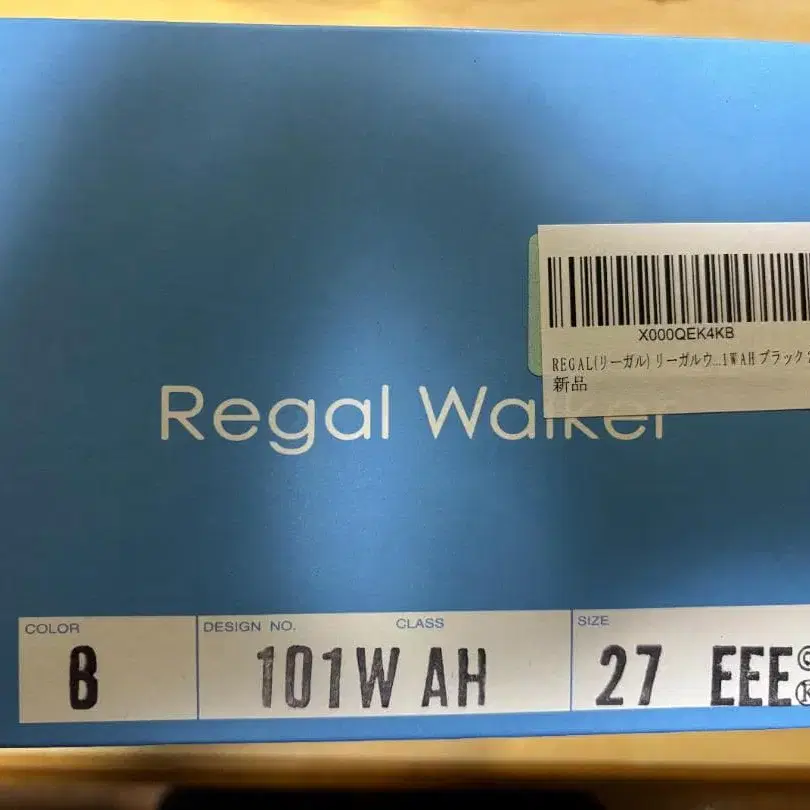 X000QEK4KB
REGAL(リーガル) リーガルウ...1WAH ブラック
新品
Regal Walker
COLOR DESIGN NO. CLASS SIZE
B 101W AH 27 EEE